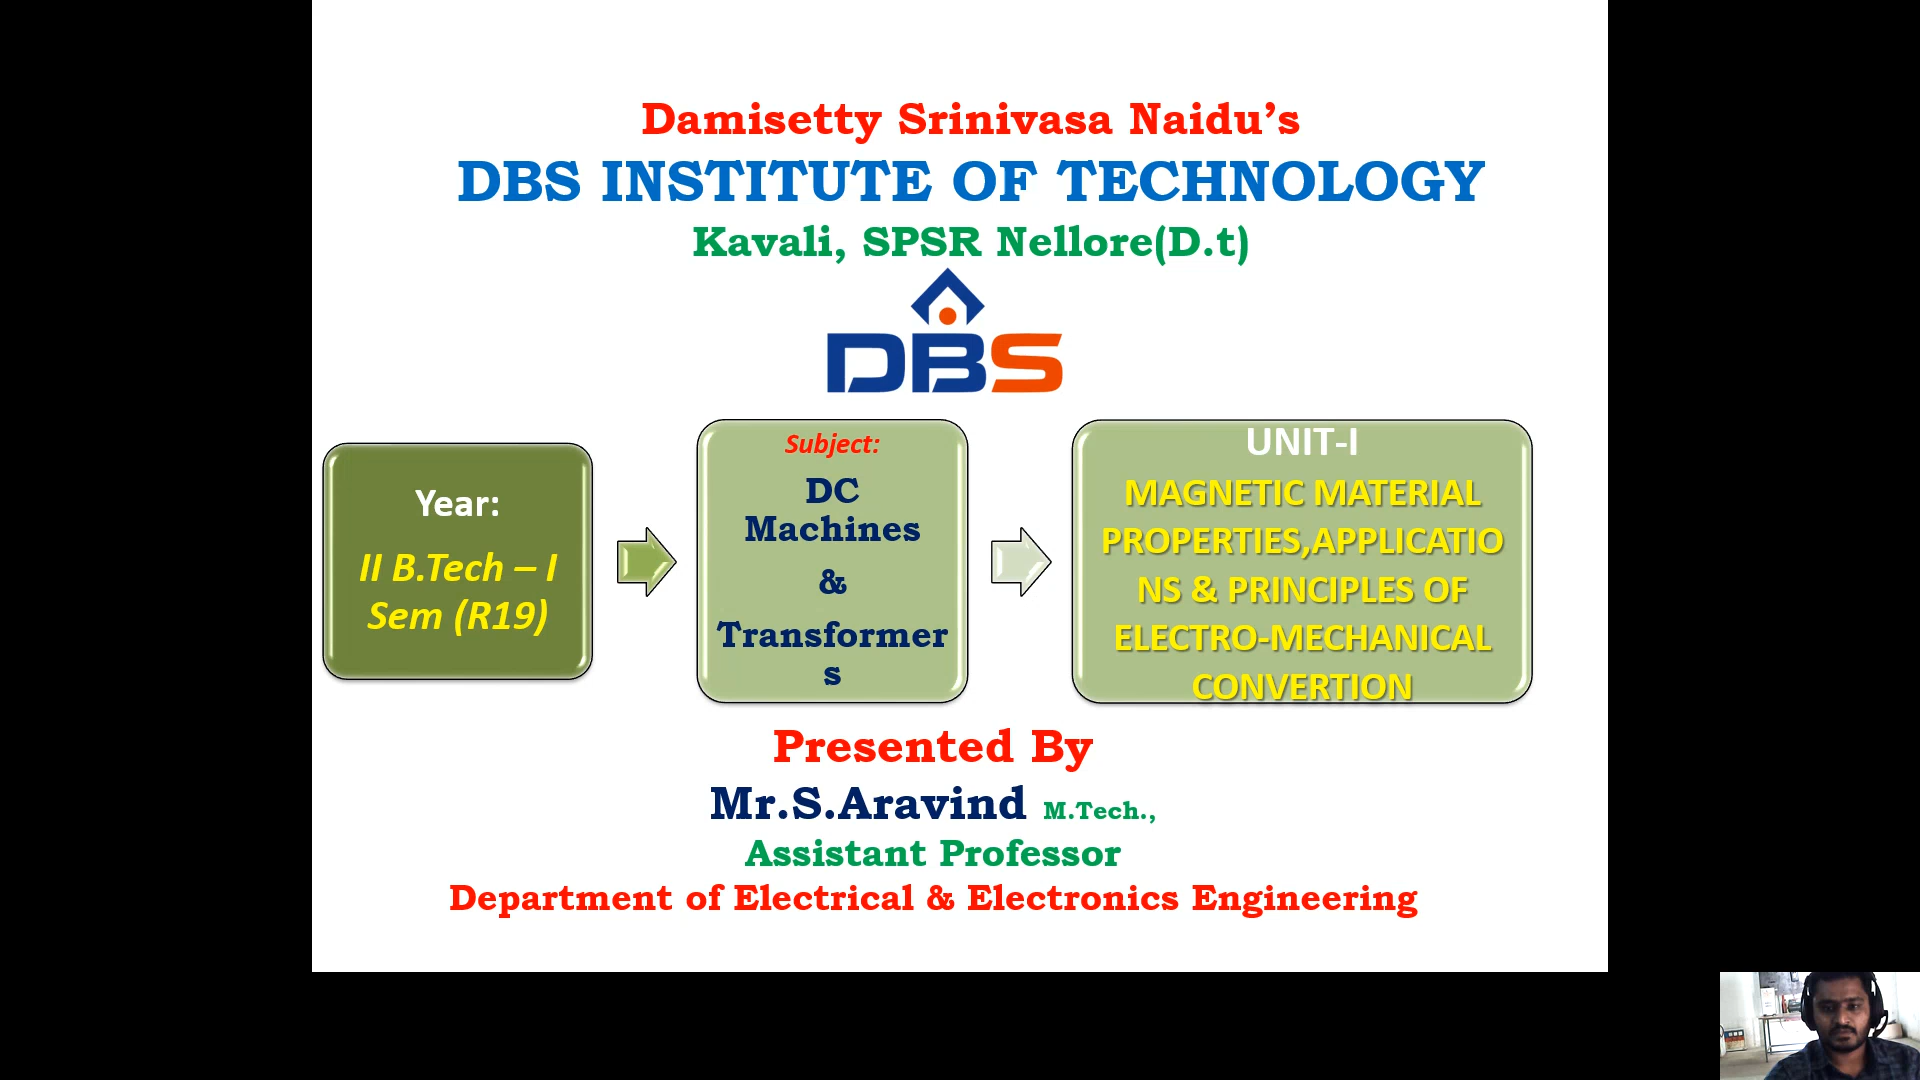 Damisetty Srinivasa Naidu’s
DBS INSTITUTE OF TECHNOLOGY
Kavali, SPSR Nellore(D.t)
DBS
Year:
II B.Tech – I
Sem (R19)
Subject:
DC
Machines
&
Transformer
s
UNIT-I
MAGNETIC MATERIAL
PROPERTIES,APPLICATIO
NS & PRINCIPLES OF
ELECTRO-MECHANICAL
CONVERTION
Presented By
Mr.S.Aravind M.Tech.,
Assistant Professor
Department of Electrical & Electronics Engineering